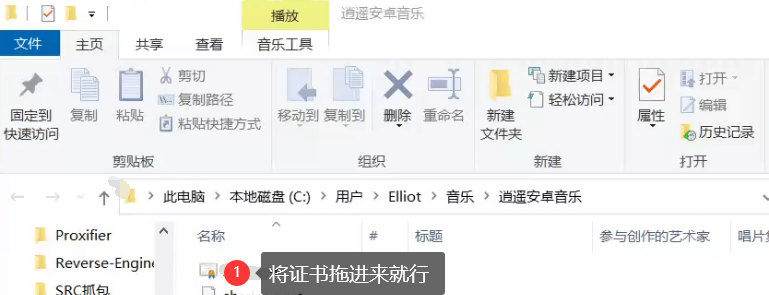 播放
逍遥安卓音乐
文件
主页
共享
查看
音乐工具
固定到
快速访问
复制
粘贴
剪切
复制路径
粘贴快捷方式
剪贴板
移动到
复制到
删除
重命名
组织
新建
文件夹
新建项目
轻松访问
新建
属性
打开
编辑
历史记录
打开
此电脑 > 本地磁盘 (C:) > 用户 > Elliot > 音乐 > 逍遥安卓音乐
Proxifier
Reverse-Engine
SRC抓包
名称
#
标题
参与创作的艺术家
唱片集
1
将证书拖进来就行